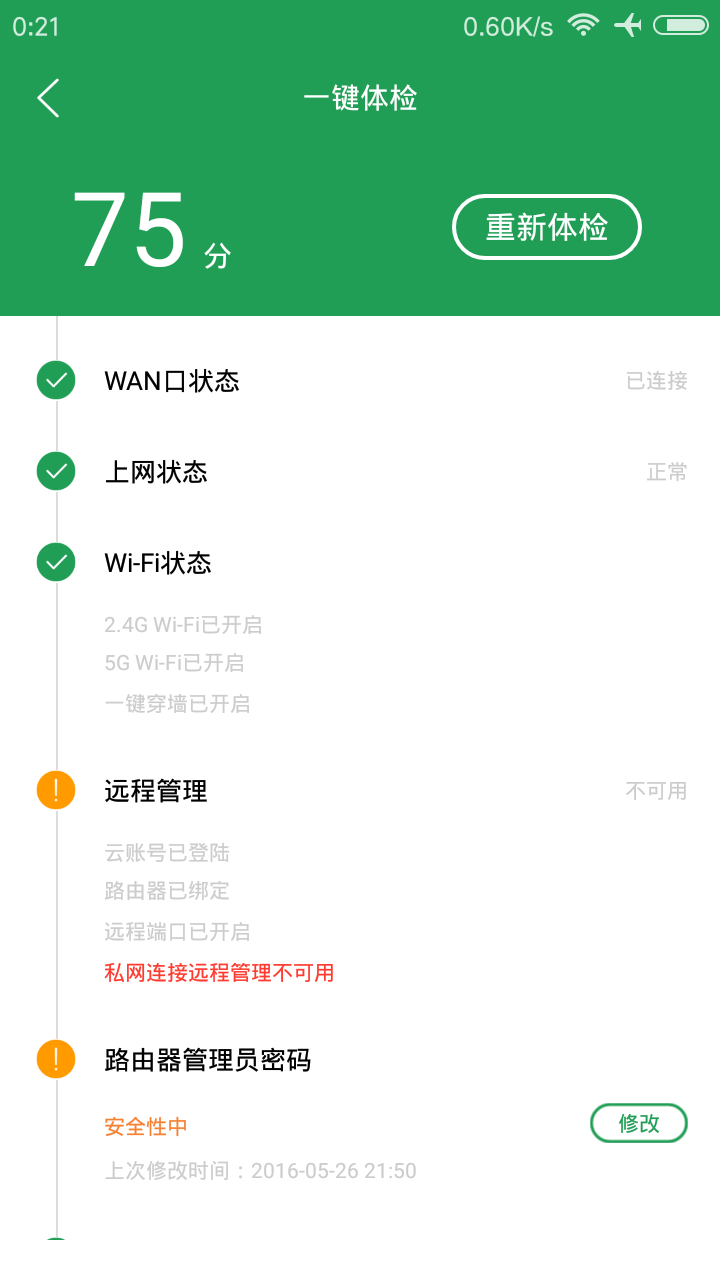 0:21 0.60K/s
一键体检
75 分 重新体检
WAN口状态 已连接
上网状态 正常
Wi-Fi状态
2.4G Wi-Fi已开启
5G Wi-Fi已开启
一键穿墙已开启
远程管理 不可用
云账号已登陆
路由器已绑定
远程端口已开启
私网连接远程管理不可用
路由器管理员密码
安全性中 修改
上次修改时间：2016-05-26 21:50